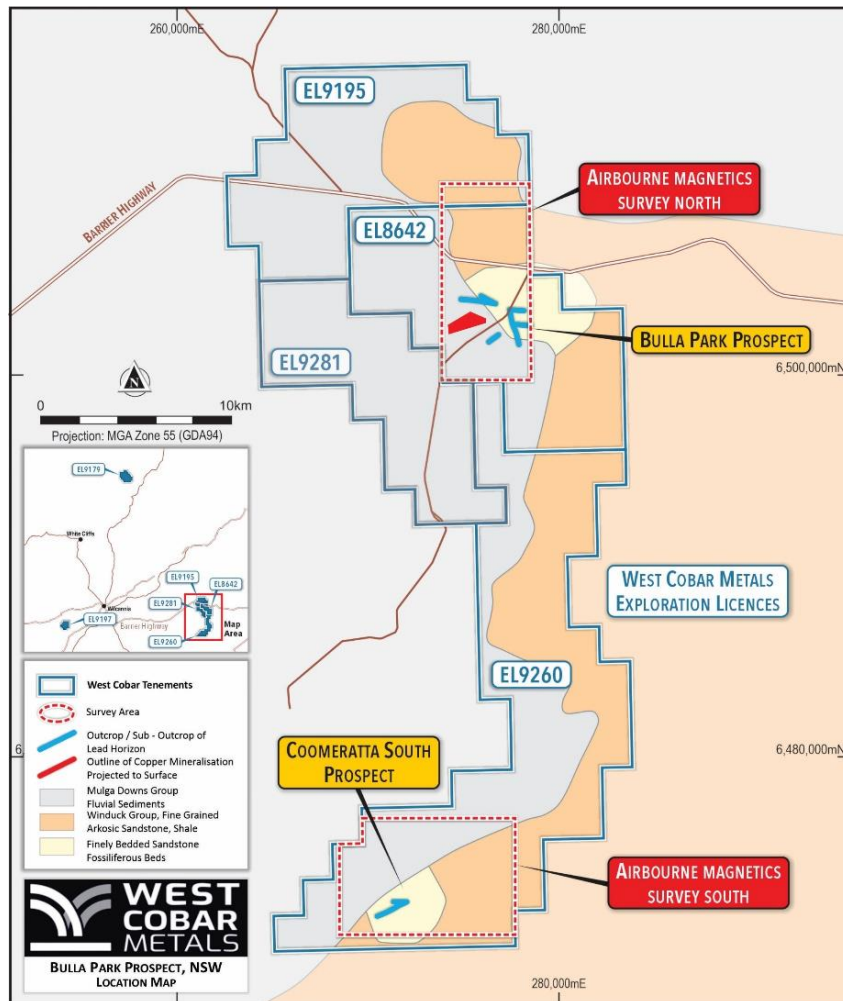 260,000mE
280,000mE
EL9195
AIRBOURNE MAGNETICS
SURVEY NORTH
BARRIER HIGHWAY
EL8642
BULLA PARK PROSPECT
EL9281
6,500,000mN
N
0
10km
Projection: MGA Zone 55 (GDA94)
EL9179
White Cliffs
EL9195
EL8642
EL9281
Wilcannia
Barrier Highway
Map
Area
EL9197
EL9260
WEST COBAR METALS
EXPLORATION LICENCES
EL9260
West Cobar Tenements
Survey Area
Outcrop / Sub - Outcrop of
Lead Horizon
Outline of Copper Mineralisation
Projected to Surface
Mulga Downs Group
Fluvial Sediments
Winduck Group, Fine Grained
Arkosic Sandstone, Shale
Finely Bedded Sandstone
Fossiliferous Beds
COOMERATTA SOUTH
PROSPECT
6,
6,480,000mN
AIRBOURNE MAGNETICS
SURVEY SOUTH
WEST
COBAR
METALS
BULLA PARK PROSPECT, NSW
LOCATION MAP
280,000mE